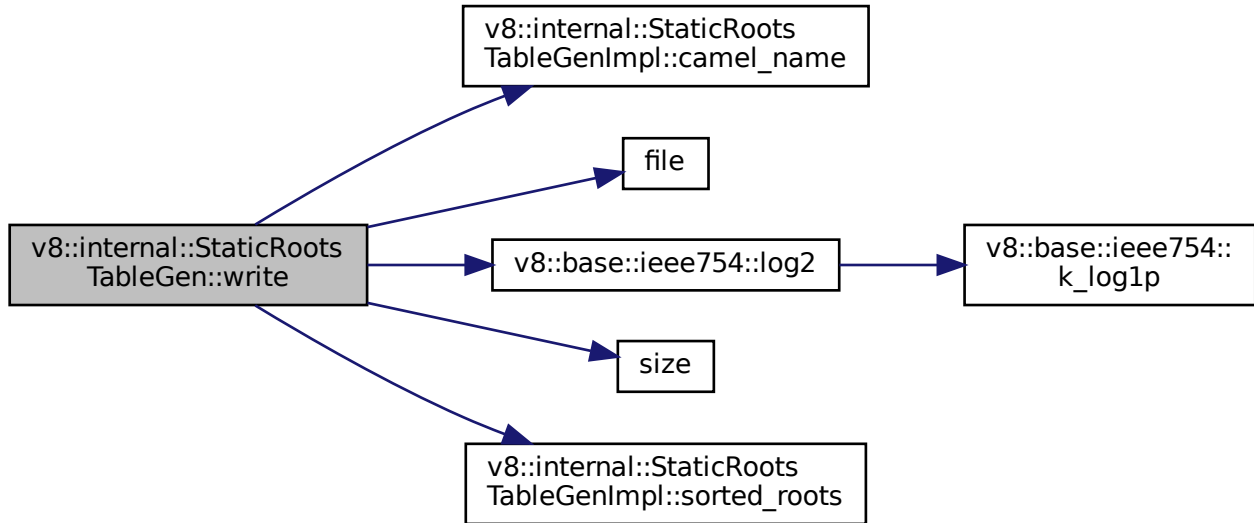 v8::internal::StaticRoots
TableGenImpl::camel_name
file
v8::internal::StaticRoots
TableGen::write
v8::base::ieee754::log2
v8::base::ieee754::
k_log1p
size
v8::internal::StaticRoots
TableGenImpl::sorted_roots